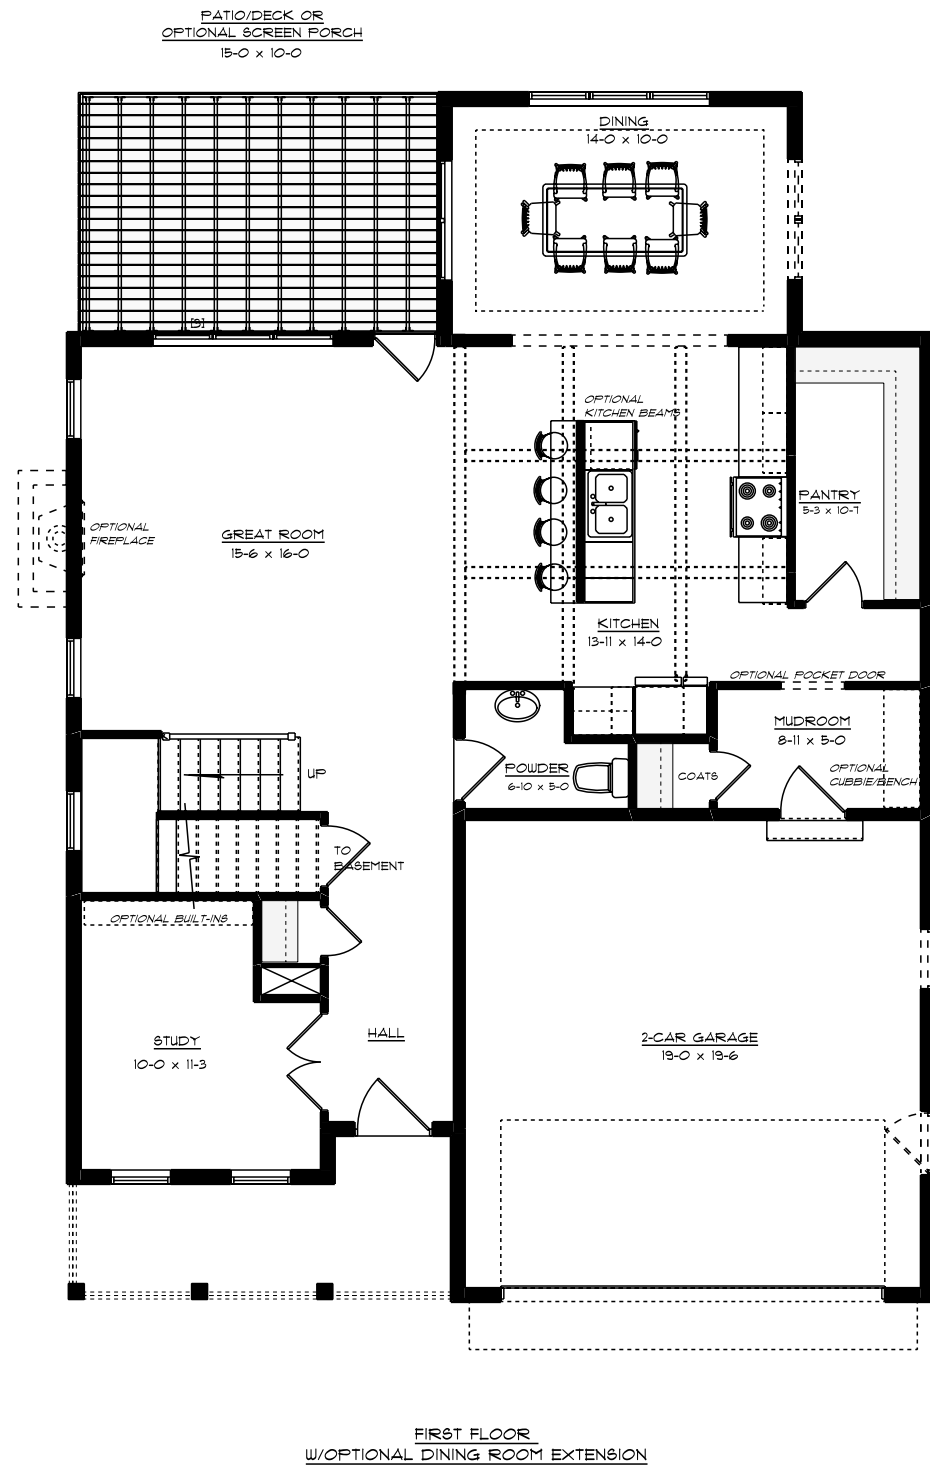 PATIO/DECK OR
OPTIONAL SCREEN PORCH
15-0 x 10-0
DINING
14-0 x 10-0
[S]
OPTIONAL
KITCHEN BEAMS
PANTRY
5-3 x 10-7
OPTIONAL
FIREPLACE
GREAT ROOM
15-6 x 16-0
KITCHEN
13-11 x 14-0
OPTIONAL POCKET DOOR
MUDROOM
8-11 x 5-0
OPTIONAL
CUBBIE/BENCH
POWDER
6-10 x 5-0
COATS
UP
TO
BASEMENT
OPTIONAL BUILT-INS
HALL
STUDY
10-0 x 11-3
2-CAR GARAGE
19-0 x 19-6
FIRST FLOOR
W/OPTIONAL DINING ROOM EXTENSION